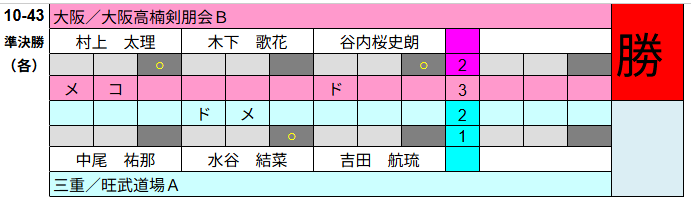 10-43 大阪／大阪高楠剣朋会Ｂ
準決勝 村上　太理 木下　歌花 谷内桜史朗 勝
（各） ○ ○ 2
メ コ ド 3
ド メ 2
○ 1
中尾　祐那 水谷　結菜 吉田　航琉
三重／旺武道場Ａ